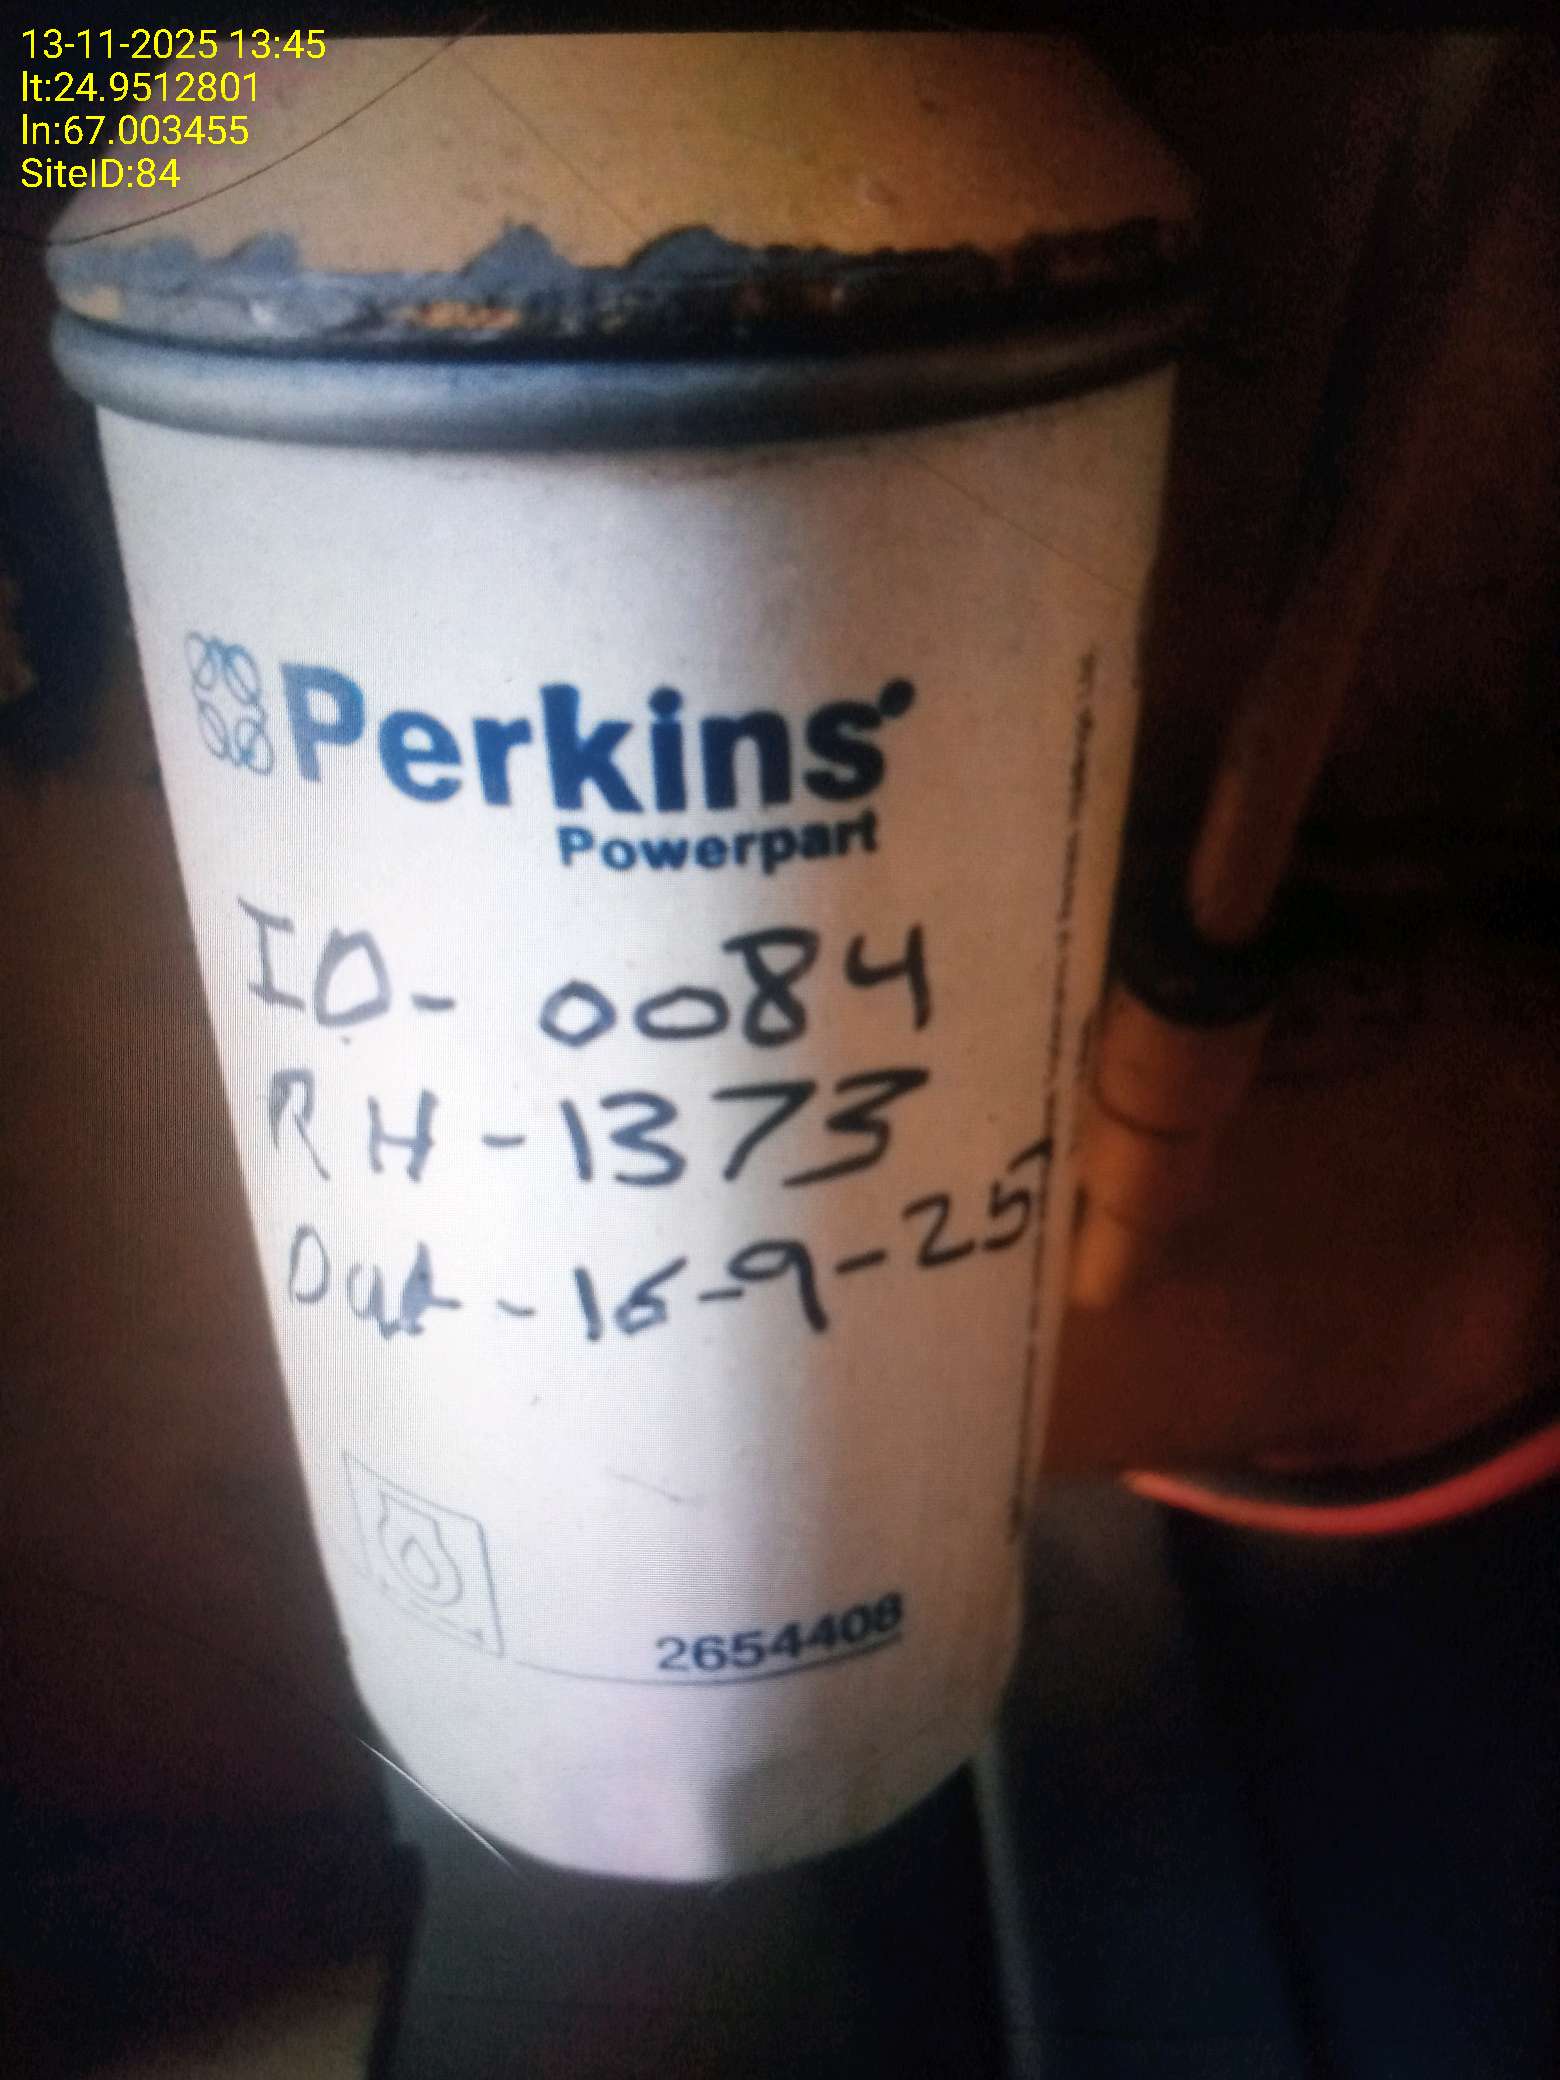 13-11-2025 13:45
lt:24.9512801
ln:67.003455
SiteID:84
Perkins
Powerpart
ID- 0084
RH-1373
Dat-16-9-25
2654408